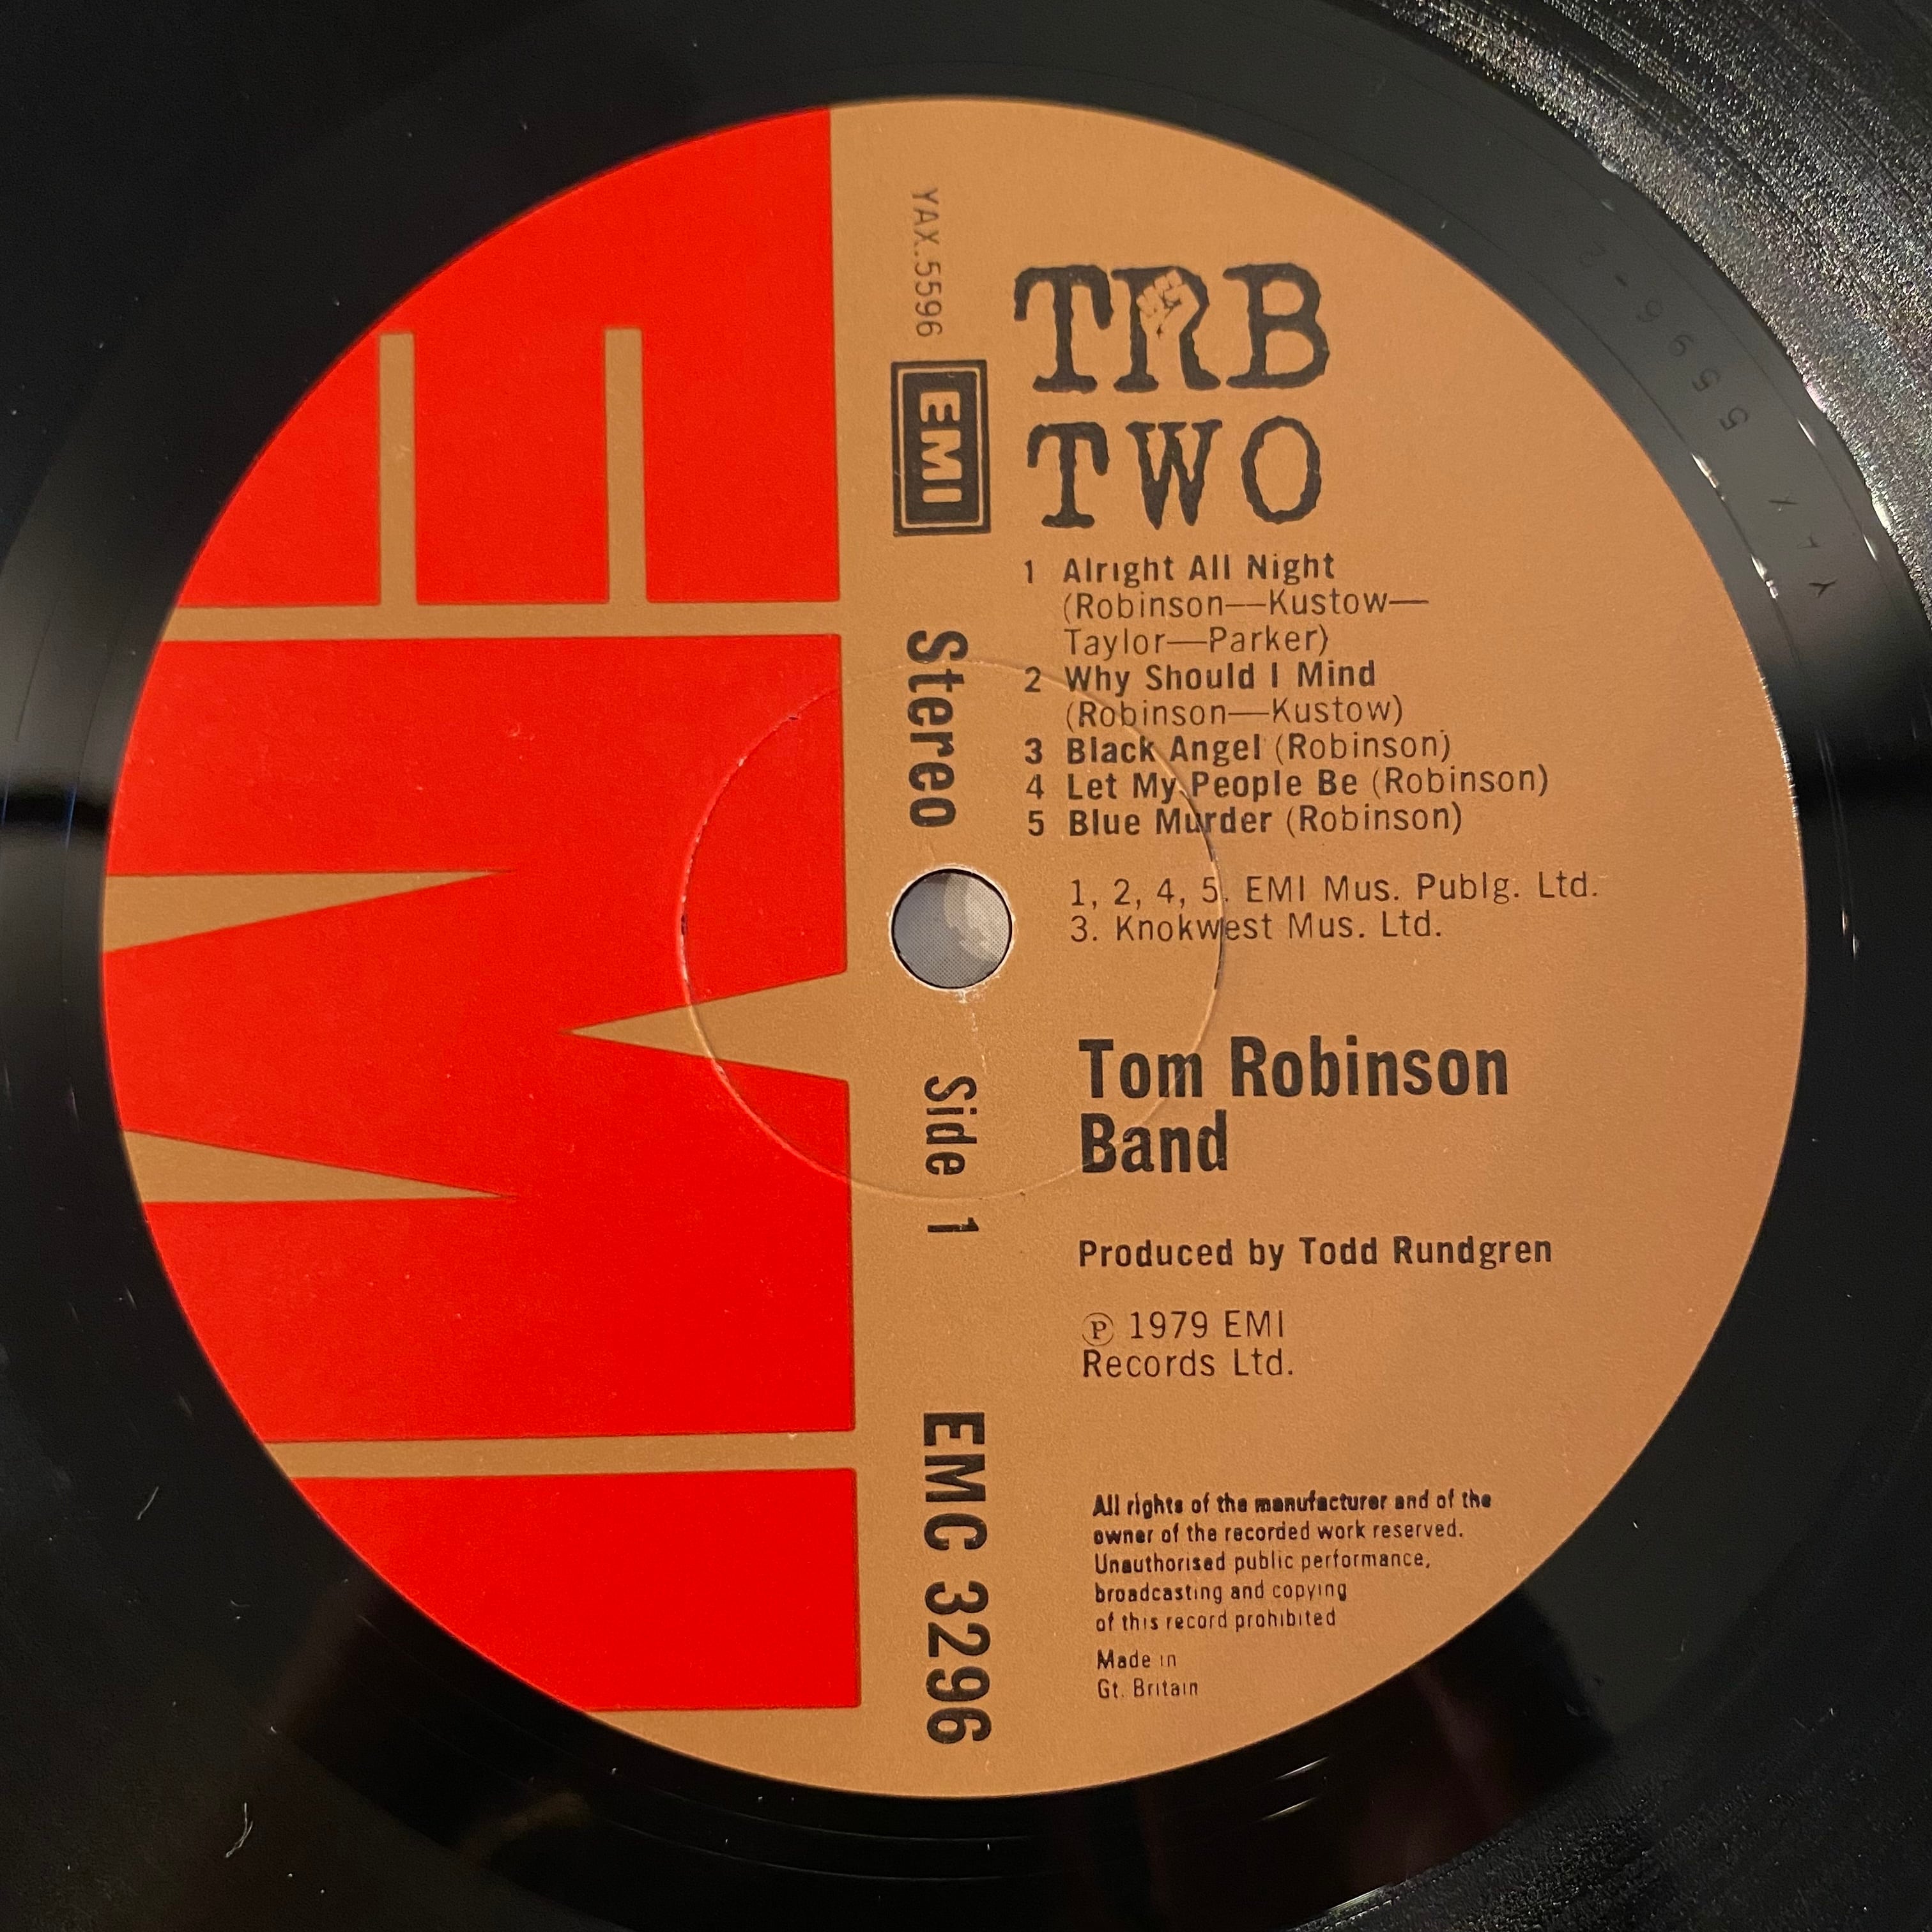 YAX.5596
EMI
Stereo
Side 1
EMC 3296
TRB
TWO
1 Alright All Night
(Robinson—Kustow—
Taylor—Parker)
2 Why Should I Mind
(Robinson—Kustow)
3 Black Angel (Robinson)
4 Let My People Be (Robinson)
5 Blue Murder (Robinson)
1, 2, 4, 5. EMI Mus. Publg. Ltd.
3. Knokwest Mus. Ltd.
Tom Robinson
Band
Produced by Todd Rundgren
Ⓟ 1979 EMI
Records Ltd.
All rights of the manufacturer and of the
owner of the recorded work reserved.
Unauthorised public performance,
broadcasting and copying
of this record prohibited
Made in
Gt. Britain
YAX 5596-2
EMI